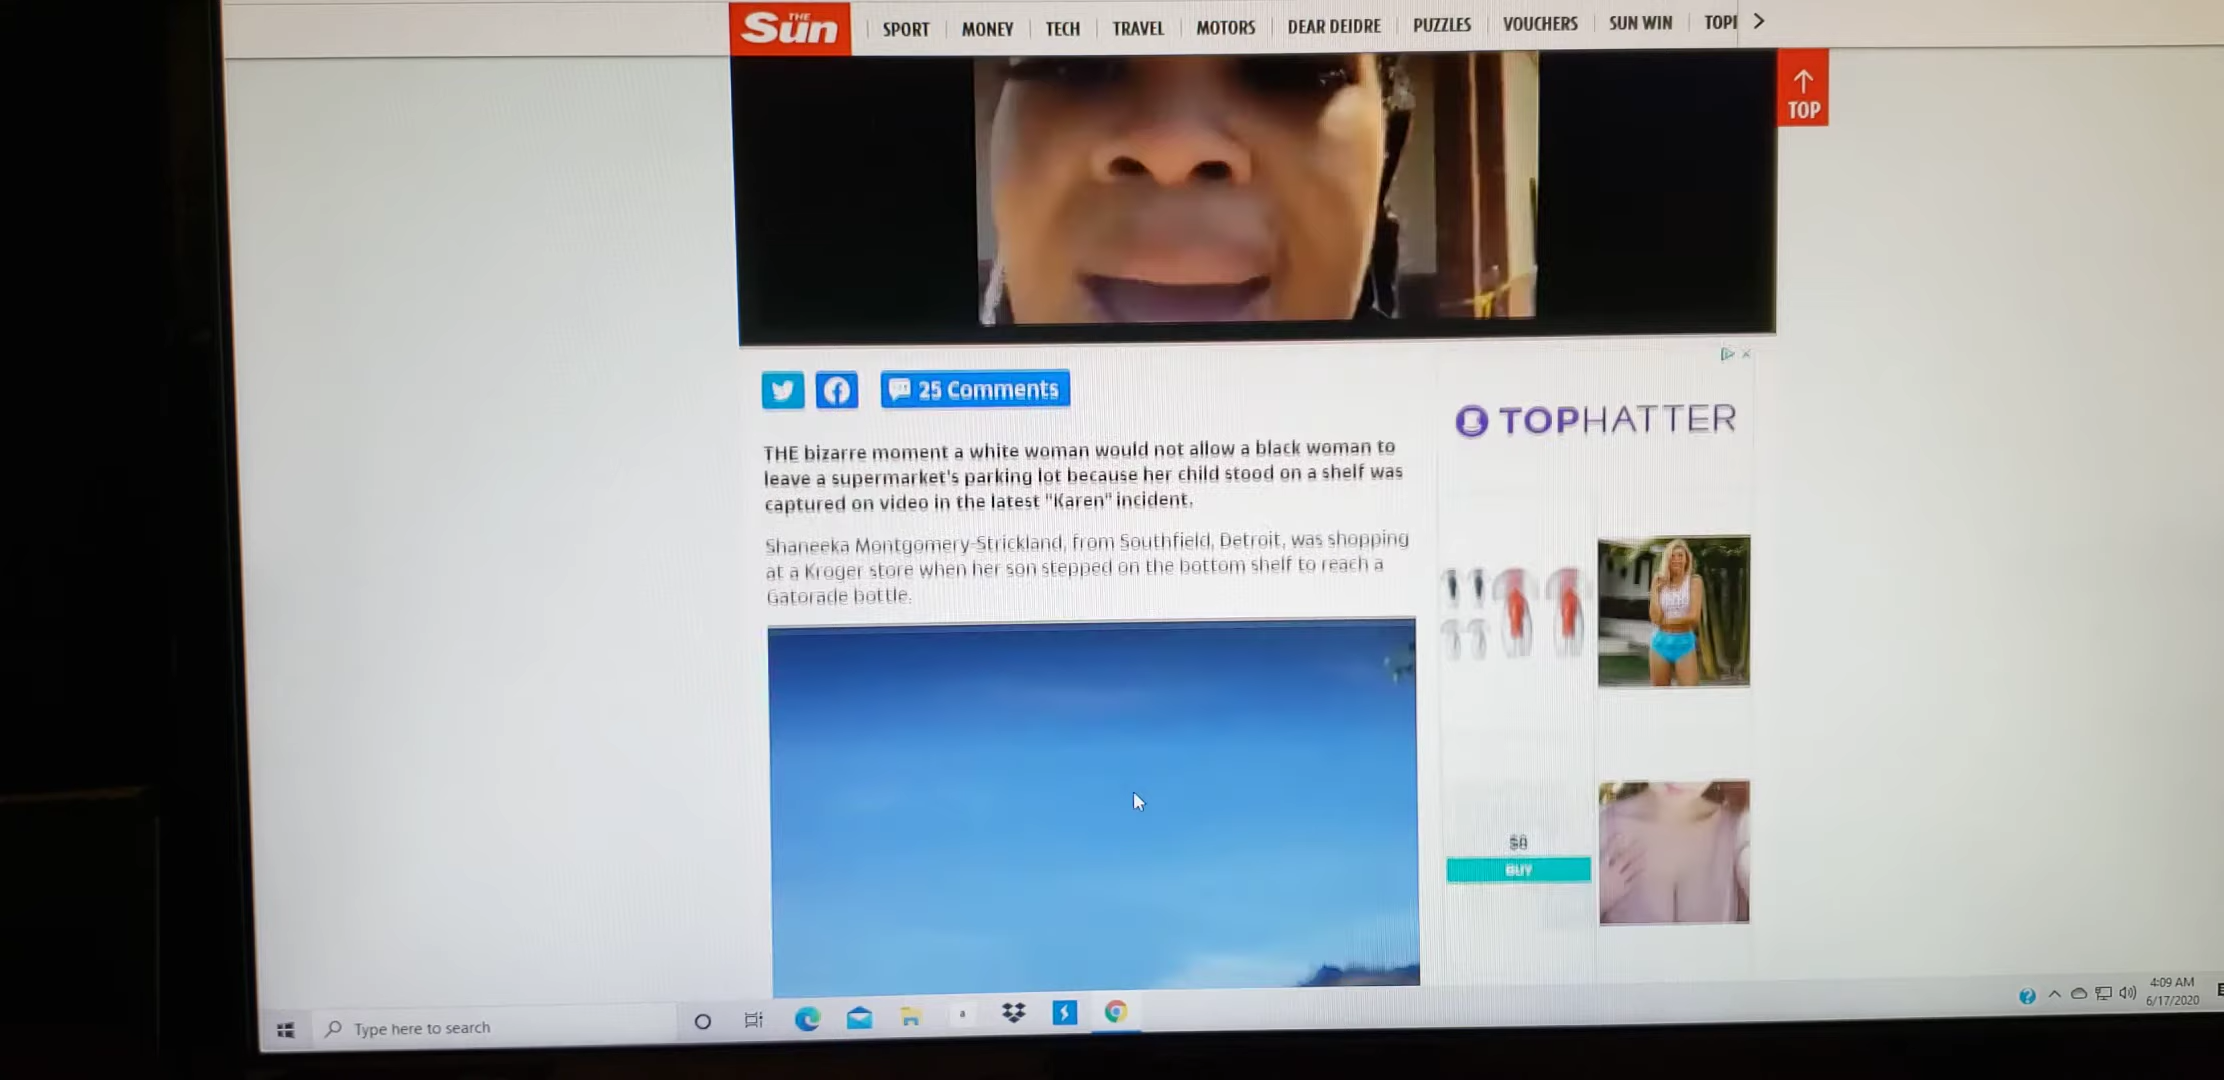 THE Sun
SPORT
MONEY
TECH
TRAVEL
MOTORS
DEAR DEIDRE
PUZZLES
VOUCHERS
SUN WIN
TOPI
TOP
25 Comments
THE bizarre moment a white woman would not allow a black woman to
leave a supermarket's parking lot because her child stood on a shelf was
captured on video in the latest "Karen" incident.
Shaneeka Montgomery-Strickland, from Southfield, Detroit, was shopping
at a Kroger store when her son stepped on the bottom shelf to reach a
Gatorade bottle.
TOPHATTER
$8
BUY
Type here to search
a
4:09 AM
6/17/2020